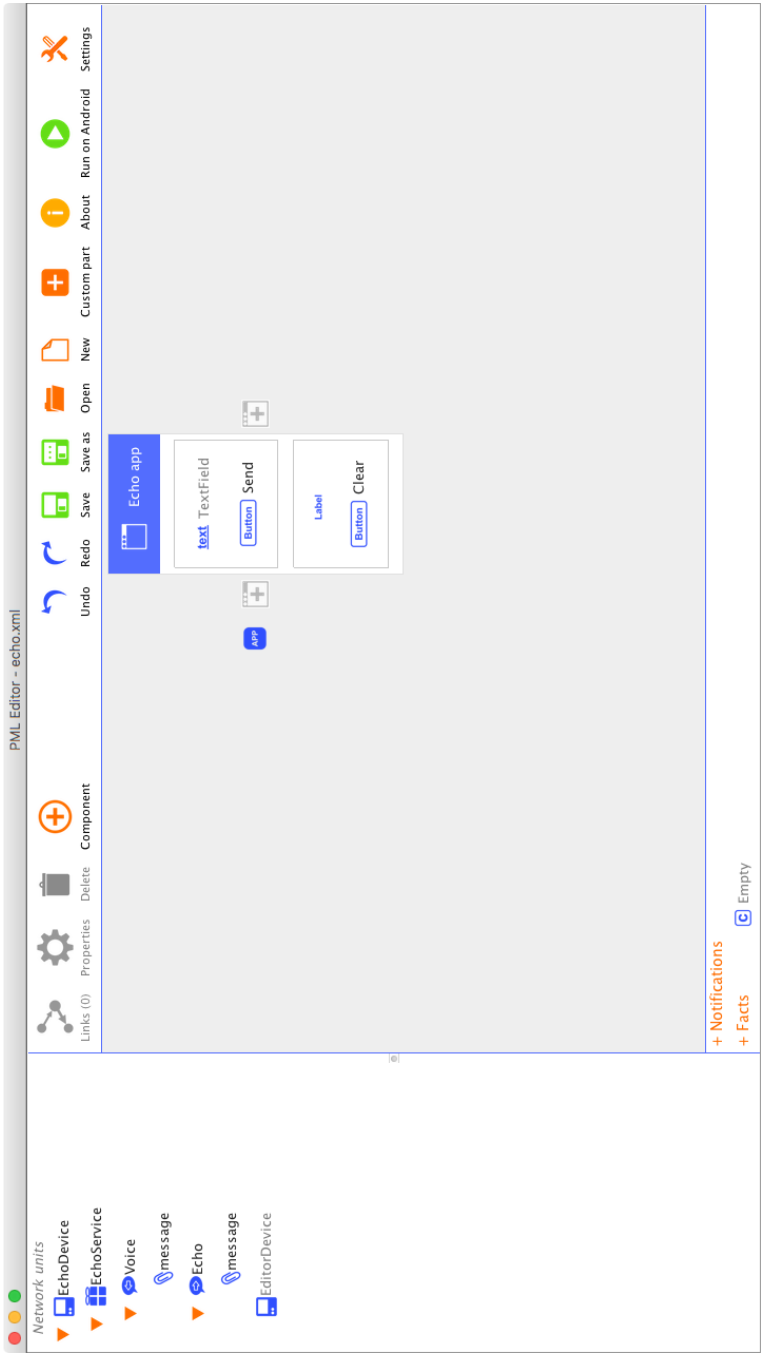 PML Editor - echo.xml
Links (0) Properties Delete Component Undo Redo Save Save as Open New Custom part About Run on Android Settings
Network units
EchoDevice
EchoService
Voice
message
Echo
message
EditorDevice
APP
Echo app
text TextField
Button Send
Label
Button Clear
+ Notifications
+ Facts C Empty